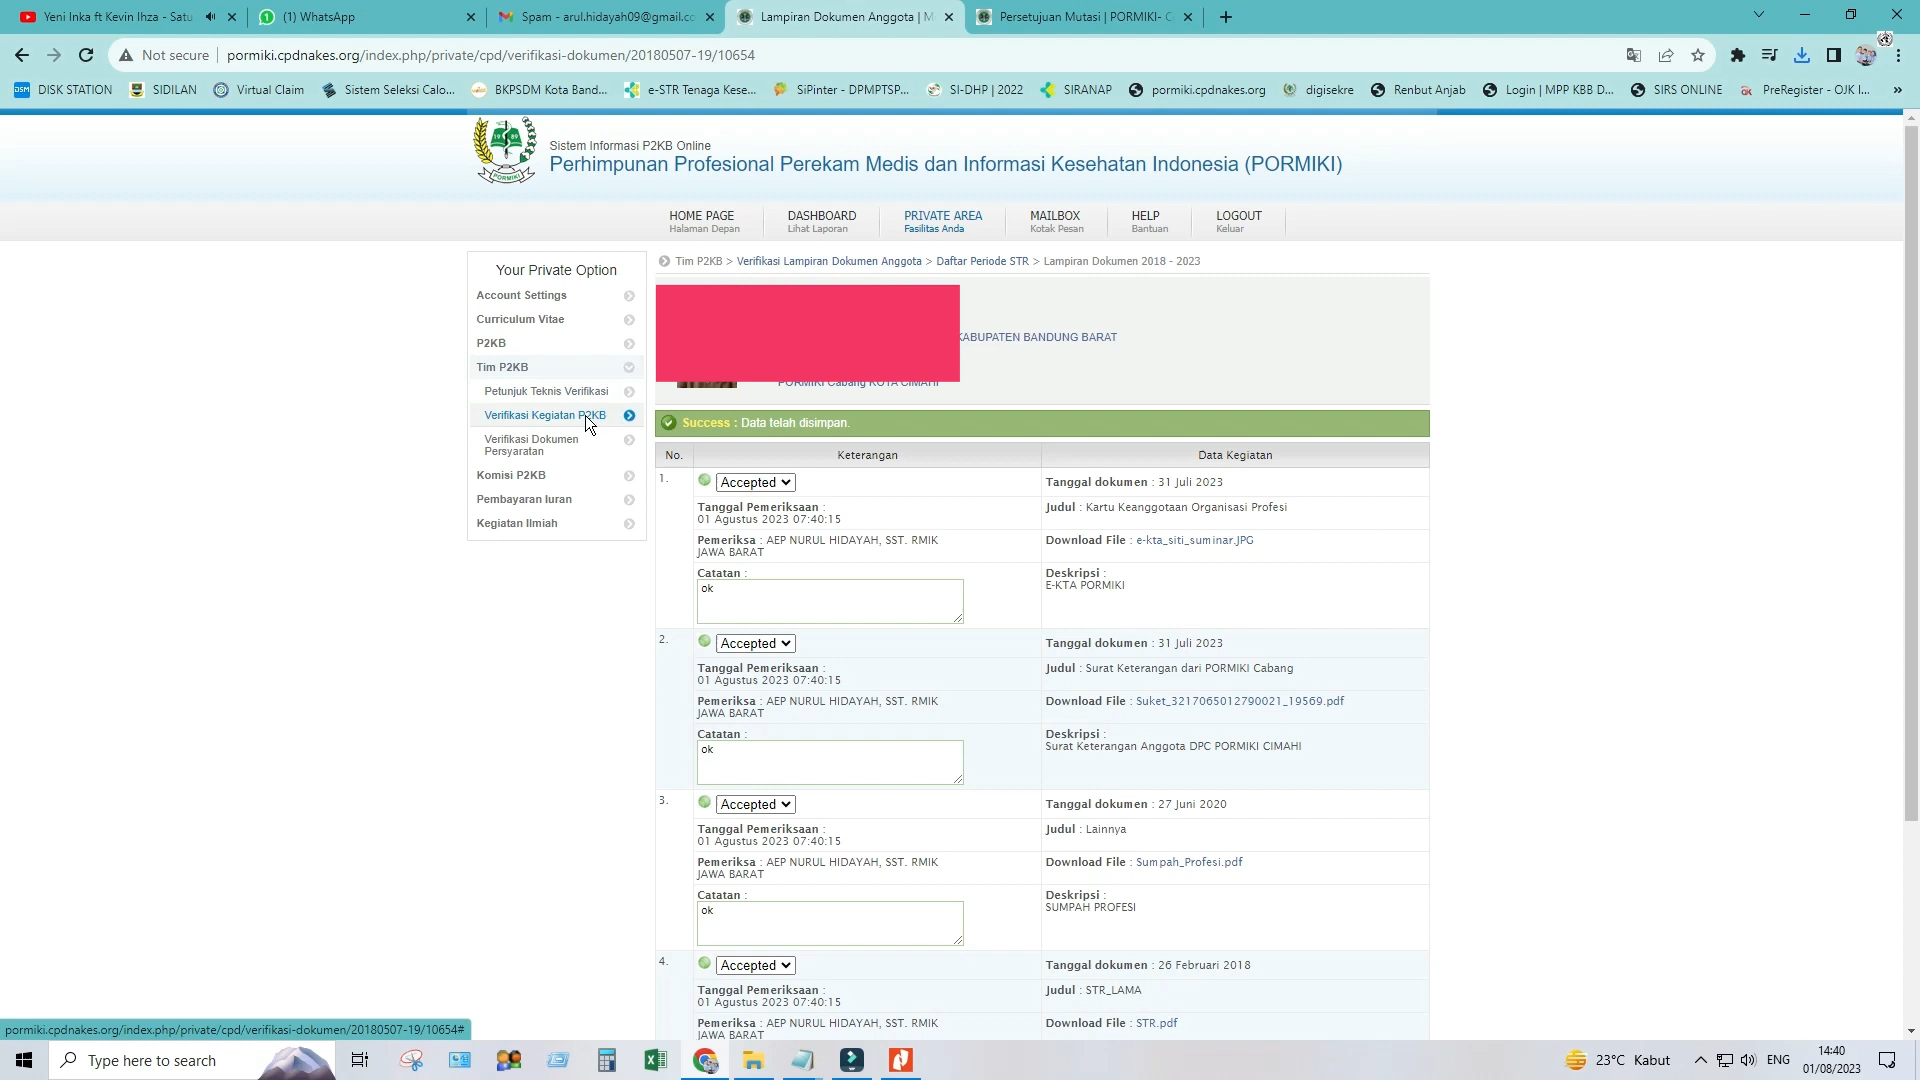 Yeni Inka ft Kevin Ihza - Satu
(1) WhatsApp
Spam - arul.hidayah09@gmail.co
Lampiran Dokumen Anggota | M
Persetujuan Mutasi | PORMIKI- C
Not secure
pormiki.cpdnakes.org/index.php/private/cpd/verifikasi-dokumen/20180507-19/10654
DISK STATION
SIDILAN
Virtual Claim
Sistem Seleksi Calo...
BKPSDM Kota Band...
e-STR Tenaga Kese...
SiPinter - DPMPTSP...
SI-DHP | 2022
SIRANAP
pormiki.cpdnakes.org
digisekre
Renbut Anjab
Login | MPP KBB D...
SIRS ONLINE
PreRegister - OJK I...
Sistem Informasi P2KB Online
Perhimpunan Profesional Perekam Medis dan Informasi Kesehatan Indonesia (PORMIKI)
HOME PAGE
Halaman Depan
DASHBOARD
Lihat Laporan
PRIVATE AREA
Fasilitas Anda
MAILBOX
Kotak Pesan
HELP
Bantuan
LOGOUT
Keluar
Your Private Option
Account Settings
Curriculum Vitae
P2KB
Tim P2KB
Petunjuk Teknis Verifikasi
Verifikasi Kegiatan P2KB
Verifikasi Dokumen
Persyaratan
Komisi P2KB
Pembayaran Iuran
Kegiatan Ilmiah
Tim P2KB > Verifikasi Lampiran Dokumen Anggota > Daftar Periode STR > Lampiran Dokumen 2018 - 2023
KABUPATEN BANDUNG BARAT
PORMIKI Cabang KOTA CIMAHI
Success : Data telah disimpan.
No.
Keterangan
Data Kegiatan
1.
Accepted
Tanggal dokumen : 31 Juli 2023
Tanggal Pemeriksaan :
01 Agustus 2023 07:40:15
Judul : Kartu Keanggotaan Organisasi Profesi
Pemeriksa : AEP NURUL HIDAYAH, SST. RMIK
JAWA BARAT
Download File : e-kta_siti_suminar.JPG
Catatan :
ok
Deskripsi :
E-KTA PORMIKI
2.
Accepted
Tanggal dokumen : 31 Juli 2023
Tanggal Pemeriksaan :
01 Agustus 2023 07:40:15
Judul : Surat Keterangan dari PORMIKI Cabang
Pemeriksa : AEP NURUL HIDAYAH, SST. RMIK
JAWA BARAT
Download File : Suket_3217065012790021_19569.pdf
Catatan :
ok
Deskripsi :
Surat Keterangan Anggota DPC PORMIKI CIMAHI
3.
Accepted
Tanggal dokumen : 27 Juni 2020
Tanggal Pemeriksaan :
01 Agustus 2023 07:40:15
Judul : Lainnya
Pemeriksa : AEP NURUL HIDAYAH, SST. RMIK
JAWA BARAT
Download File : Sumpah_Profesi.pdf
Catatan :
ok
Deskripsi :
SUMPAH PROFESI
4.
Accepted
Tanggal dokumen : 26 Februari 2018
Tanggal Pemeriksaan :
01 Agustus 2023 07:40:15
Judul : STR_LAMA
Pemeriksa : AEP NURUL HIDAYAH, SST. RMIK
JAWA BARAT
Download File : STR.pdf
pormiki.cpdnakes.org/index.php/private/cpd/verifikasi-dokumen/20180507-19/10654#
Type here to search
23°C Kabut
ENG
14:40
01/08/2023